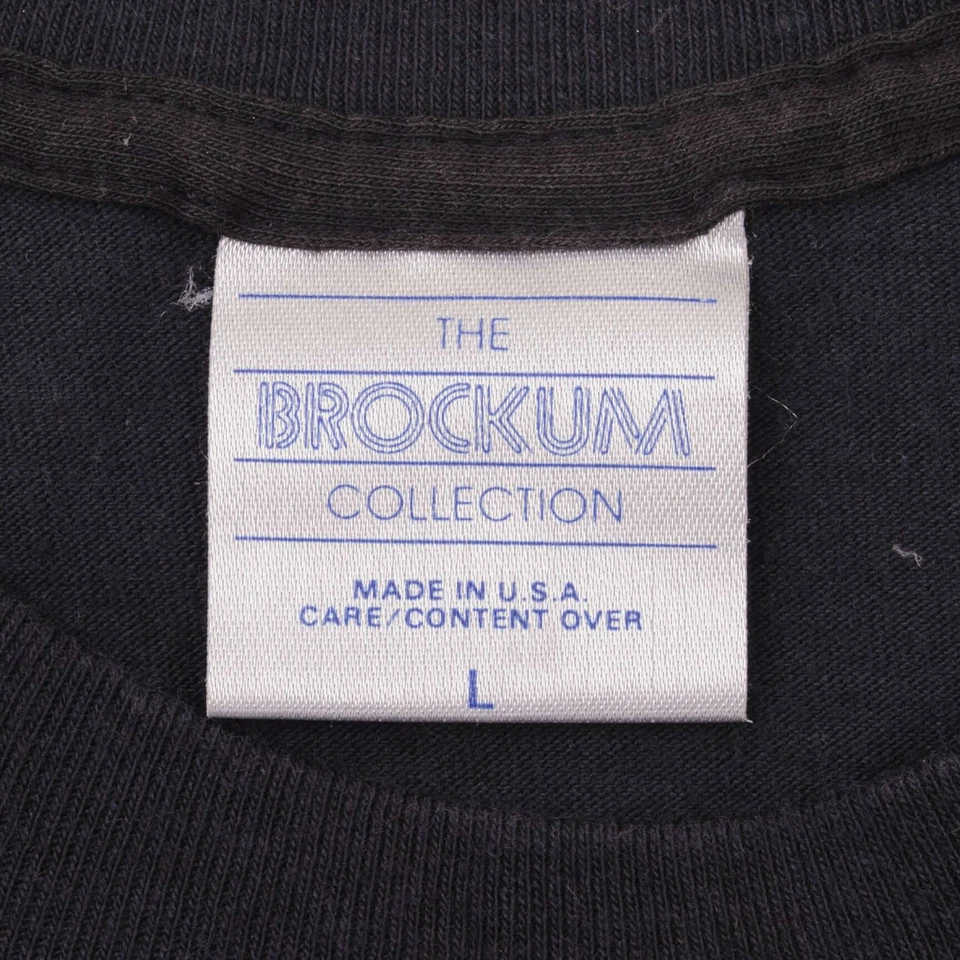 THE
BROCKUM
COLLECTION
MADE IN U.S.A.
CARE/CONTENT OVER
L